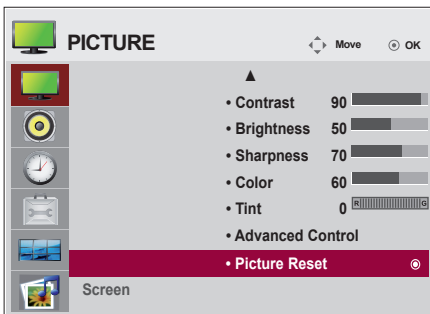 PICTURE
Move
OK
▲
• Contrast 90
• Brightness 50
• Sharpness 70
• Color 60
• Tint 0 R G
• Advanced Control
• Picture Reset
Screen